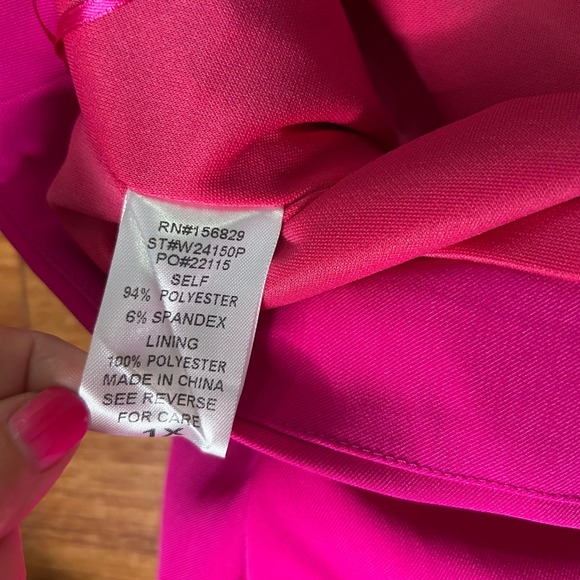 RN#156829
ST#W24150P
PO#22115
SELF
94% POLYESTER
6% SPANDEX
LINING
100% POLYESTER
MADE IN CHINA
SEE REVERSE
FOR CARE
1X